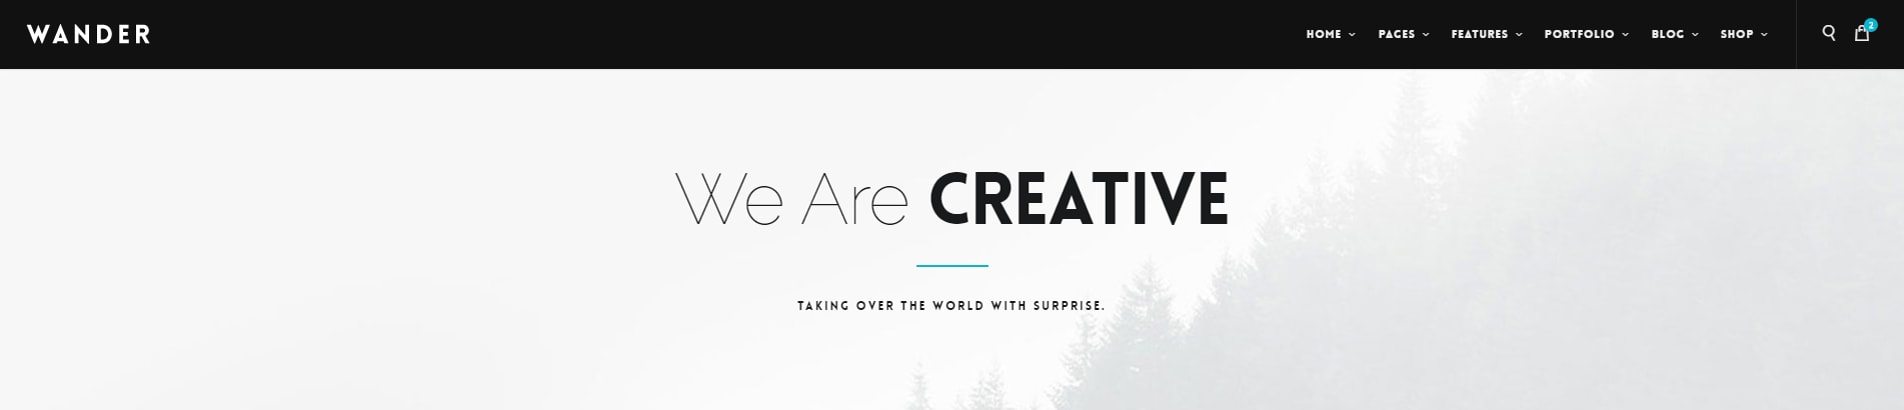 WANDER
HOME PAGES FEATURES PORTFOLIO BLOG SHOP 2
We Are CREATIVE
TAKING OVER THE WORLD WITH SURPRISE.